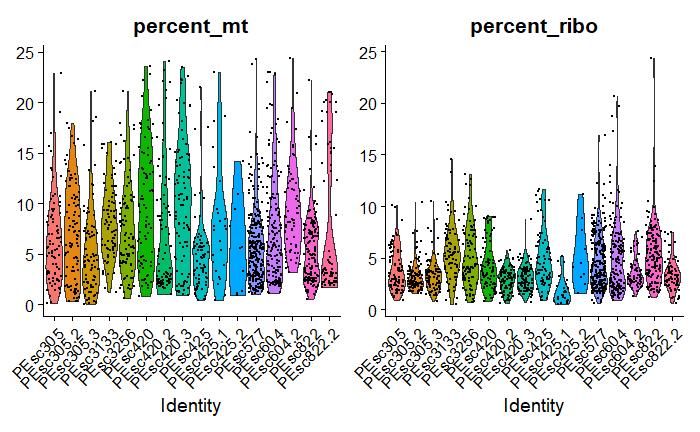 percent_mt
25
20
15
10
5
0
PEsc305
PEsc305.2
PEsc305.3
PEsc3133
PEsc3256
PEsc420
PEsc420.2
PEsc420.3
PEsc425
PEsc425.1
PEsc425.2
PEsc577
PEsc604
PEsc604.2
PEsc822
PEsc822.2
Identity
percent_ribo
25
20
15
10
5
0
PEsc305
PEsc305.2
PEsc305.3
PEsc3133
PEsc3256
PEsc420
PEsc420.2
PEsc420.3
PEsc425
PEsc425.1
PEsc425.2
PEsc577
PEsc604
PEsc604.2
PEsc822
PEsc822.2
Identity